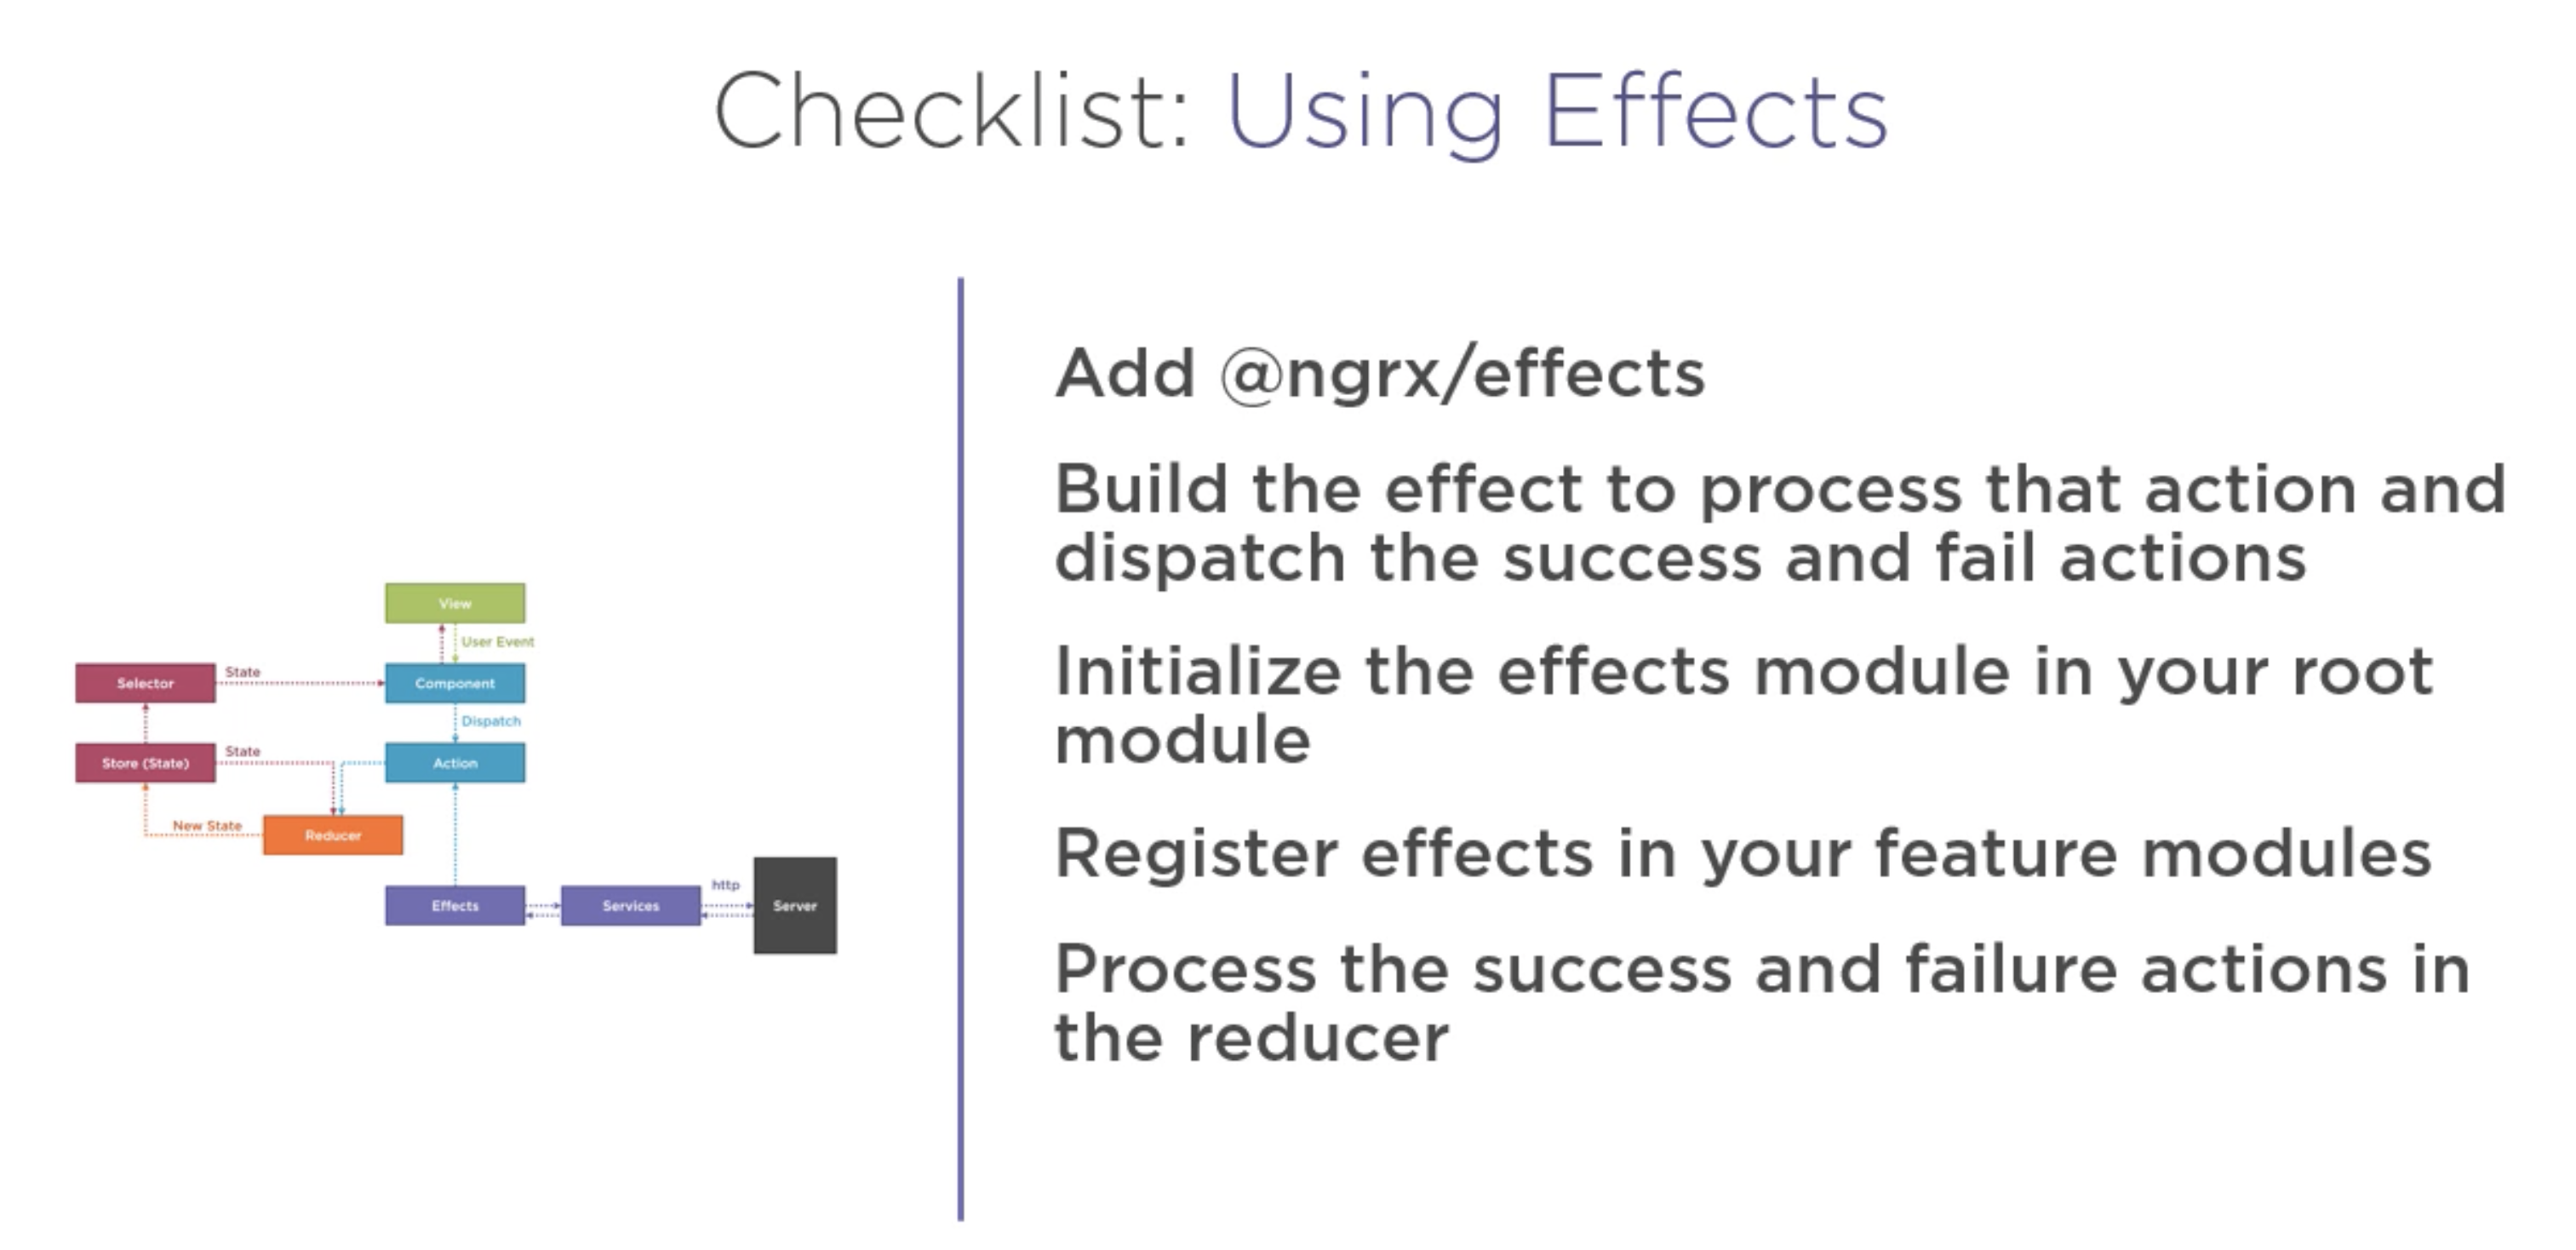 Checklist: Using Effects
View
User Event
Selector
State
Component
Dispatch
Store (State)
State
Action
New State
Reducer
Effects
Services
http
Server
Add @ngrx/effects
Build the effect to process that action and
dispatch the success and fail actions
Initialize the effects module in your root
module
Register effects in your feature modules
Process the success and failure actions in
the reducer